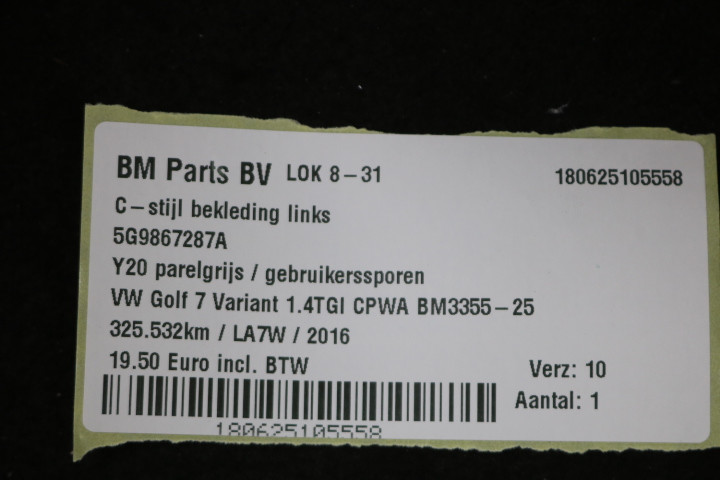 BM Parts BV LOK 8-31 180625105558
C-stijl bekleding links
5G9867287A
Y20 parelgrijs / gebruikerssporen
VW Golf 7 Variant 1.4TGI CPWA BM3355-25
325.532km / LA7W / 2016
19.50 Euro incl. BTW Verz: 10
Aantal: 1
180625105558